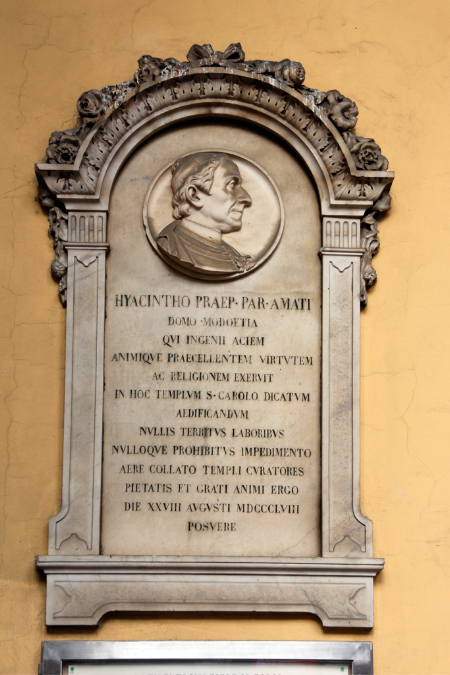 HYACINTHO PRAEP · PAR · AMATI
DOMO · MODOETIA
QVI INGENII ACIEM
ANIMIQVE PRAECELLENTEM VIRTVTEM
AC RELIGIONEM EXERVIT
IN HOC TEMPLVM S · CAROLO DICATVM
AEDIFICANDVM
NVLLIS TERRITVS LABORIBVS
NVLLOQVE PROHIBITVS IMPEDIMENTO
AERE COLLATO TEMPLI CVRATORES
PIETATIS ET GRATI ANIMI ERGO
DIE XXVIII AVGVSTI MDCCCLVIII
POSVERE